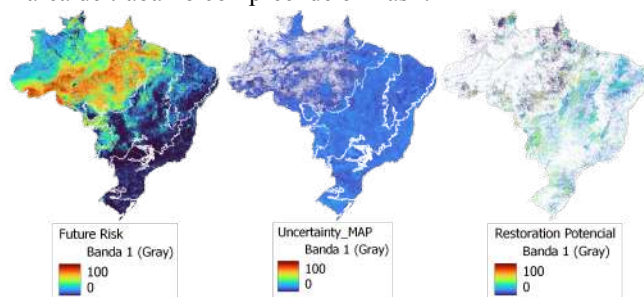 Future Risk
Banda 1 (Gray)
100
0
Uncertainty_MAP
Banda 1 (Gray)
100
0
Restoration Potencial
Banda 1 (Gray)
100
0